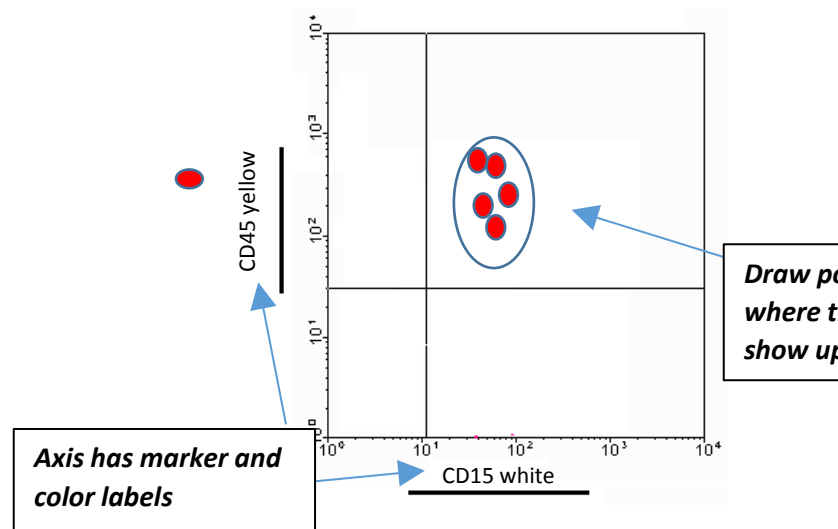 10⁴
10³
10²
10¹
CD45 yellow
10⁰ 10¹ 10² 10³ 10⁴
CD15 white
Draw
where
show up
Axis has marker and
color labels